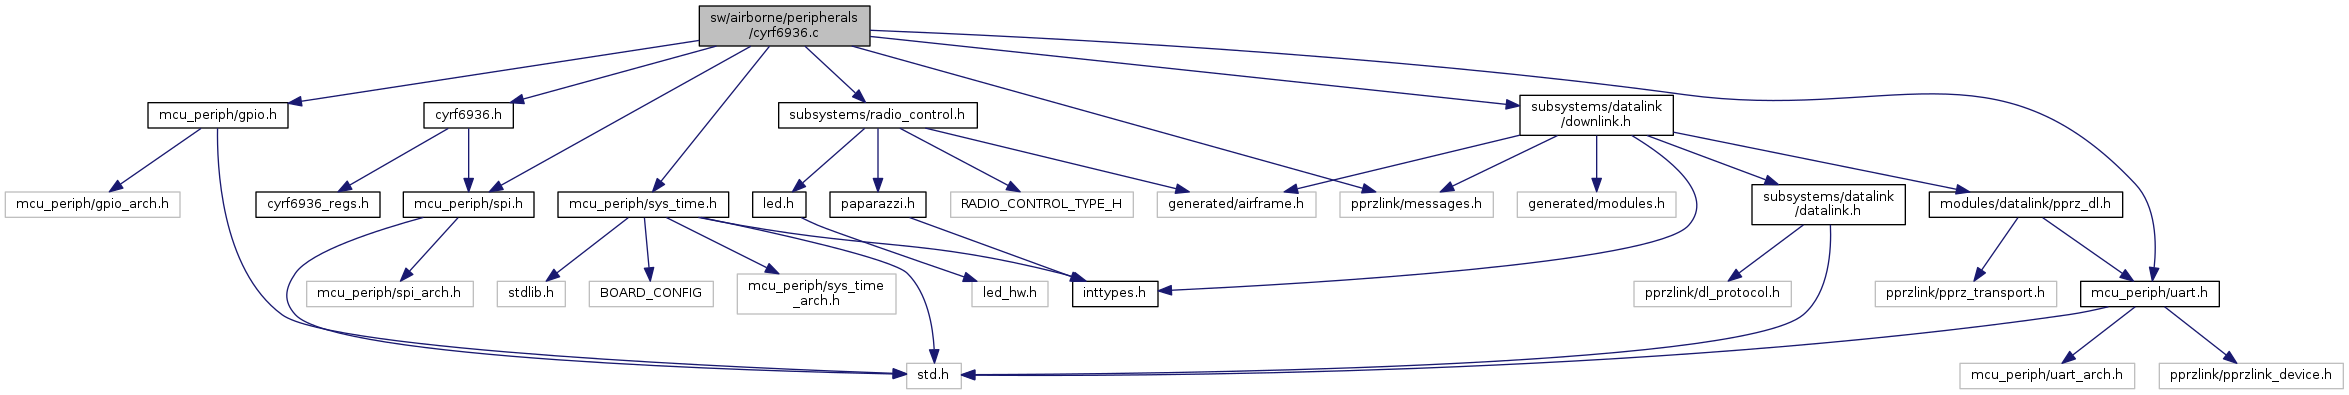 sw/airborne/peripherals
/cyrf6936.c
mcu_periph/gpio.h
cyrf6936.h
subsystems/radio_control.h
subsystems/datalink
/downlink.h
mcu_periph/gpio_arch.h
cyrf6936_regs.h
mcu_periph/spi.h
mcu_periph/sys_time.h
led.h
paparazzi.h
RADIO_CONTROL_TYPE_H
generated/airframe.h
pprzlink/messages.h
generated/modules.h
subsystems/datalink
/datalink.h
modules/datalink/pprz_dl.h
mcu_periph/spi_arch.h
stdlib.h
BOARD_CONFIG
mcu_periph/sys_time
_arch.h
led_hw.h
inttypes.h
pprzlink/dl_protocol.h
pprzlink/pprz_transport.h
mcu_periph/uart.h
std.h
mcu_periph/uart_arch.h
pprzlink/pprzlink_device.h